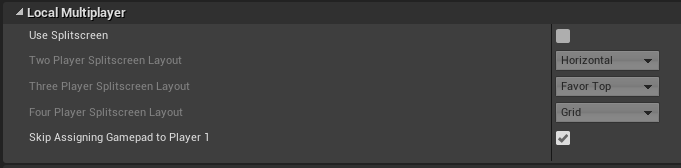 Local Multiplayer
Use Splitscreen
Two Player Splitscreen Layout Horizontal
Three Player Splitscreen Layout Favor Top
Four Player Splitscreen Layout Grid
Skip Assigning Gamepad to Player 1